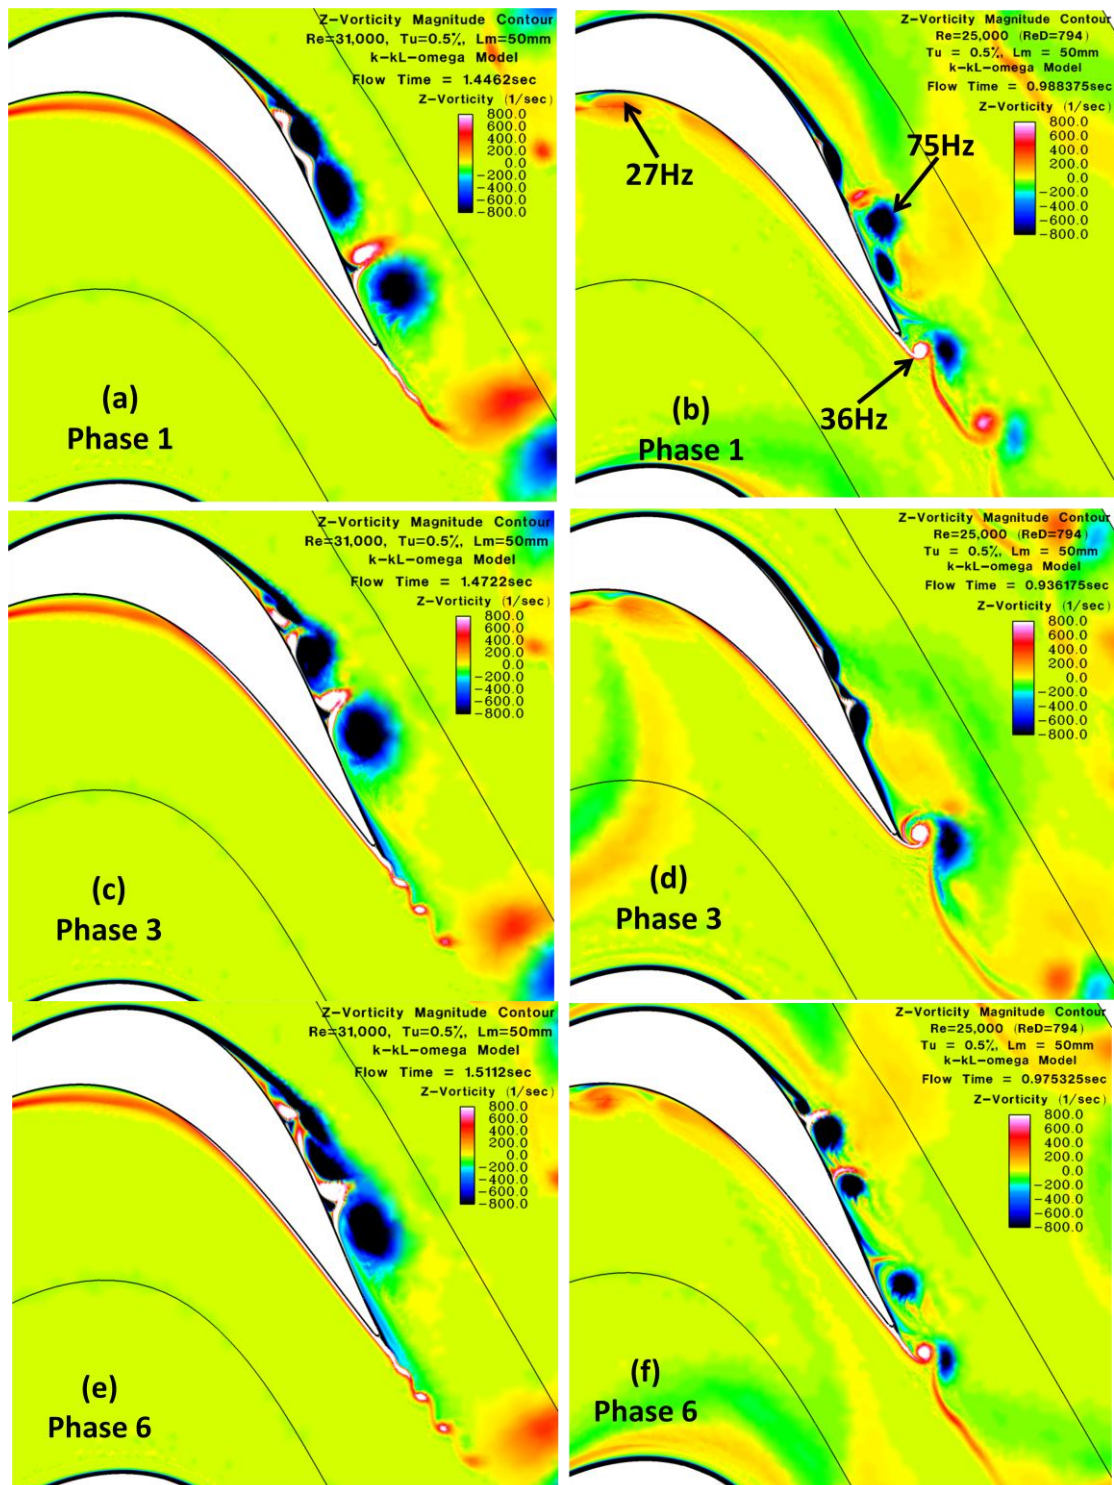 Z-Vorticity Magnitude Contour
Re=31,000, Tu=0.5%, Lm=50mm
k-kL-omega Model
Flow Time = 1.4462sec
Z-Vorticity (1/sec)
800.0
600.0
400.0
200.0
0.0
-200.0
-400.0
-600.0
-800.0
(a)
Phase 1
Z-Vorticity Magnitude Contour
Re=25,000 (ReD=794)
Tu = 0.5%, Lm = 50mm
k-kL-omega Model
Flow Time = 0.988375sec
Z-Vorticity (1/sec)
800.0
600.0
400.0
200.0
0.0
-200.0
-400.0
-600.0
-800.0
75Hz
27Hz
36Hz
(b)
Phase 1
Z-Vorticity Magnitude Contour
Re=31,000, Tu=0.5%, Lm=50mm
k-kL-omega Model
Flow Time = 1.4722sec
Z-Vorticity (1/sec)
800.0
600.0
400.0
200.0
0.0
-200.0
-400.0
-600.0
-800.0
(c)
Phase 3
Z-Vorticity Magnitude Contour
Re=25,000 (ReD=794)
Tu = 0.5%, Lm = 50mm
k-kL-omega Model
Flow Time = 0.936175sec
Z-Vorticity (1/sec)
800.0
600.0
400.0
200.0
0.0
-200.0
-400.0
-600.0
-800.0
(d)
Phase 3
Z-Vorticity Magnitude Contour
Re=31,000, Tu=0.5%, Lm=50mm
k-kL-omega Model
Flow Time = 1.5112sec
Z-Vorticity (1/sec)
800.0
600.0
400.0
200.0
0.0
-200.0
-400.0
-600.0
-800.0
(e)
Phase 6
Z-Vorticity Magnitude Contour
Re=25,000 (ReD=794)
Tu = 0.5%, Lm = 50mm
k-kL-omega Model
Flow Time = 0.975325sec
Z-Vorticity (1/sec)
800.0
600.0
400.0
200.0
0.0
-200.0
-400.0
-600.0
-800.0
(f)
Phase 6